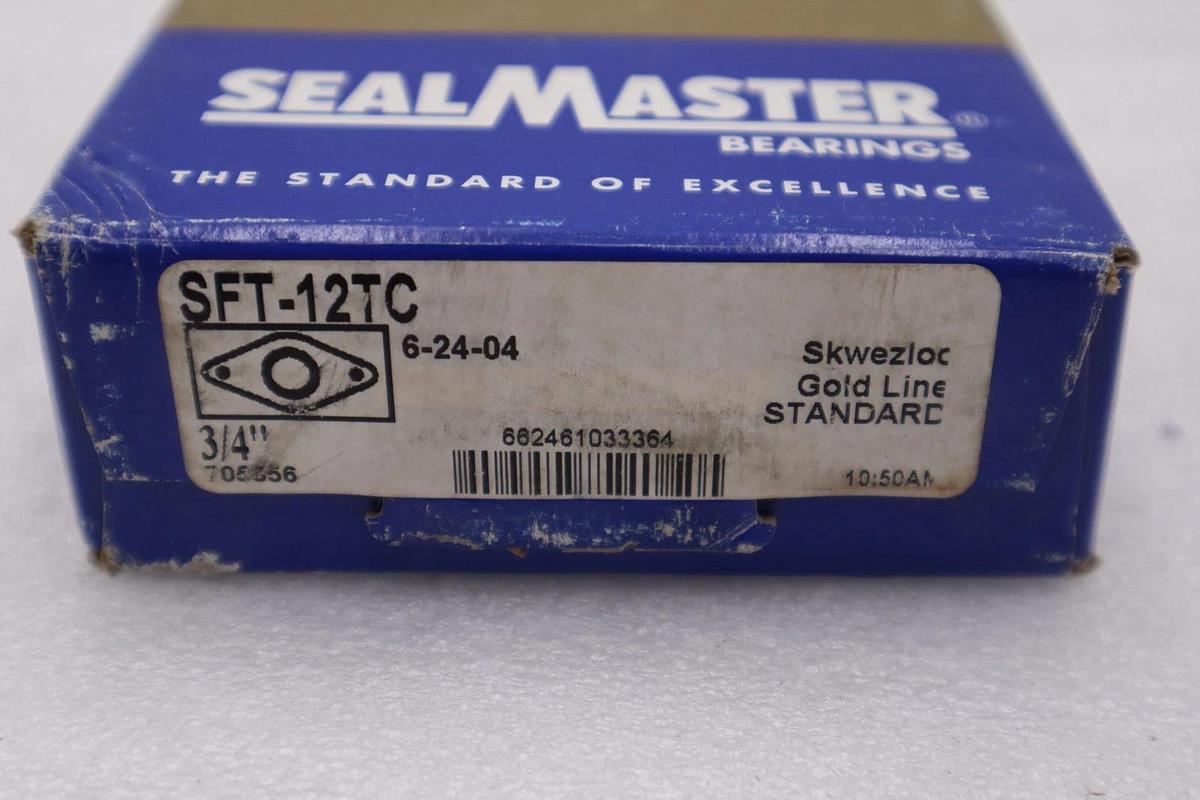 SEALMASTER®
BEARINGS
THE STANDARD OF EXCELLENCE
SFT-12TC
6-24-04
Skwezloc
Gold Line
STANDARD
3/4"
662461033364
10:50AM